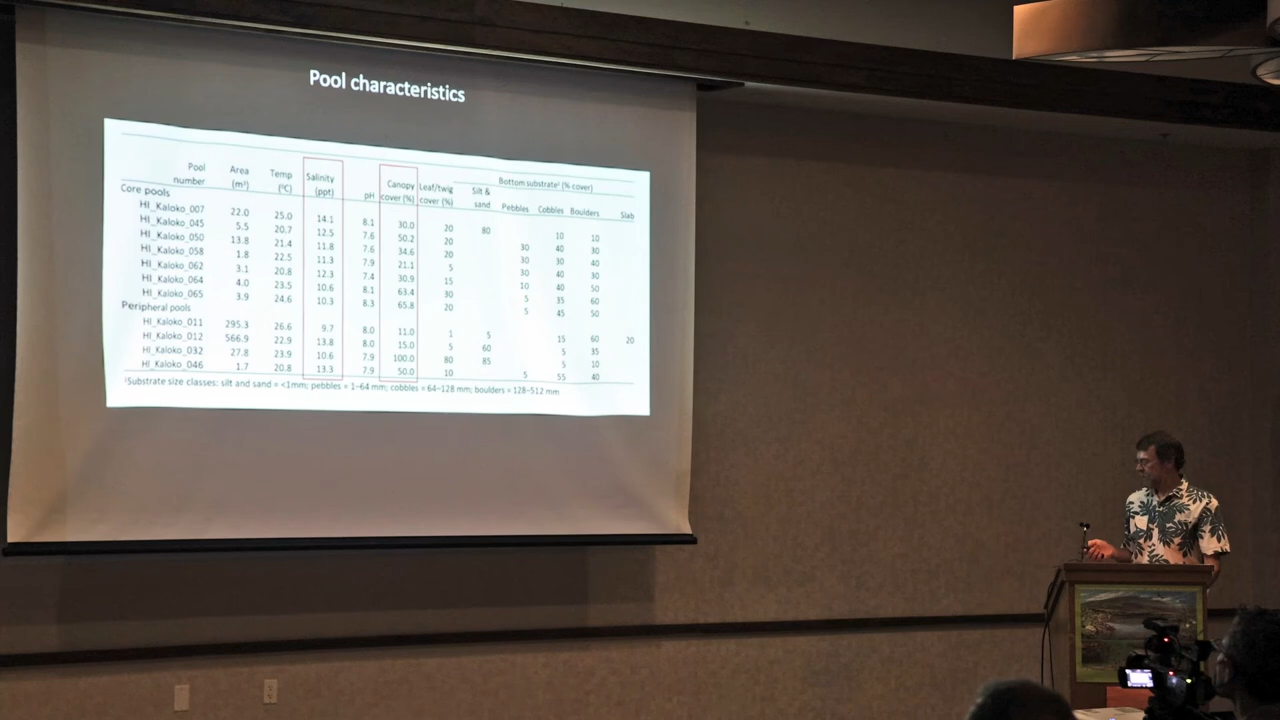 Pool characteristics
Pool number Area (m²) Temp (°C) Salinity (ppt) pH Canopy cover (%) Leaf/twig cover (%) Bottom substrate¹ (% cover)
Silt & sand Pebbles Cobbles Boulders Slab
Core pools
HI_Kaloko_007 22.0 25.0 14.1 8.1 30.0 20 80 10 10
HI_Kaloko_045 5.5 20.7 12.5 7.6 50.2 20 30 40 30
HI_Kaloko_050 13.8 21.4 11.8 7.6 34.6 20 30 30 40
HI_Kaloko_058 1.8 22.5 11.3 7.9 21.1 5 30 40 30
HI_Kaloko_062 3.1 20.8 12.3 7.4 30.9 15 10 40 50
HI_Kaloko_064 4.0 23.5 10.6 8.1 63.4 30 5 35 60
HI_Kaloko_065 3.9 24.6 10.3 8.3 65.8 20 5 45 50
Peripheral pools
HI_Kaloko_011 295.3 26.6 9.7 8.0 11.0 1 5 15 60 20
HI_Kaloko_012 566.9 22.9 13.8 8.0 15.0 5 60 5 35
HI_Kaloko_032 27.8 23.9 10.6 7.9 100.0 80 85 5 10
HI_Kaloko_046 1.7 20.8 13.3 7.9 50.0 10 5 55 40
¹Substrate size classes: silt and sand = <1mm; pebbles = 1–64 mm; cobbles = 64–128 mm; boulders = 128–512 mm